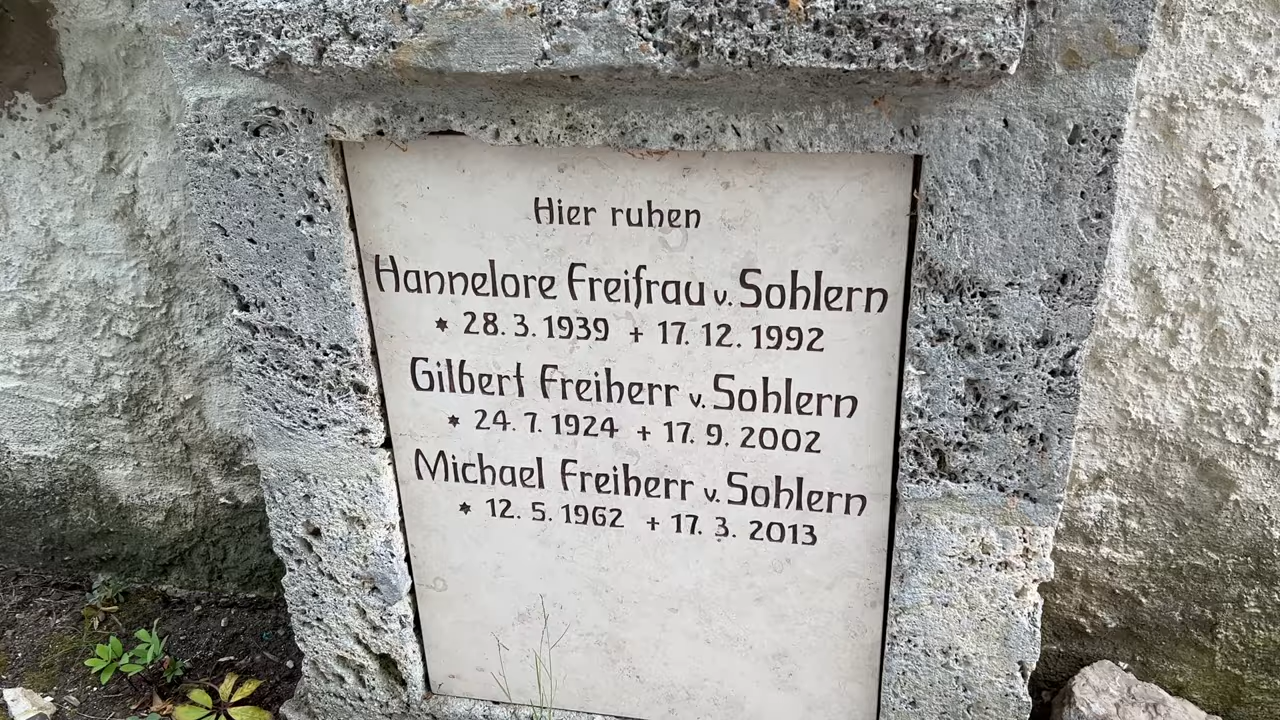 Hier ruhen
Hannelore Freifrau v. Sohlern
* 28. 3. 1939 + 17. 12. 1992
Gilbert Freiherr v. Sohlern
* 24. 7. 1924 + 17. 9. 2002
Michael Freiherr v. Sohlern
* 12. 5. 1962 + 17. 3. 2013